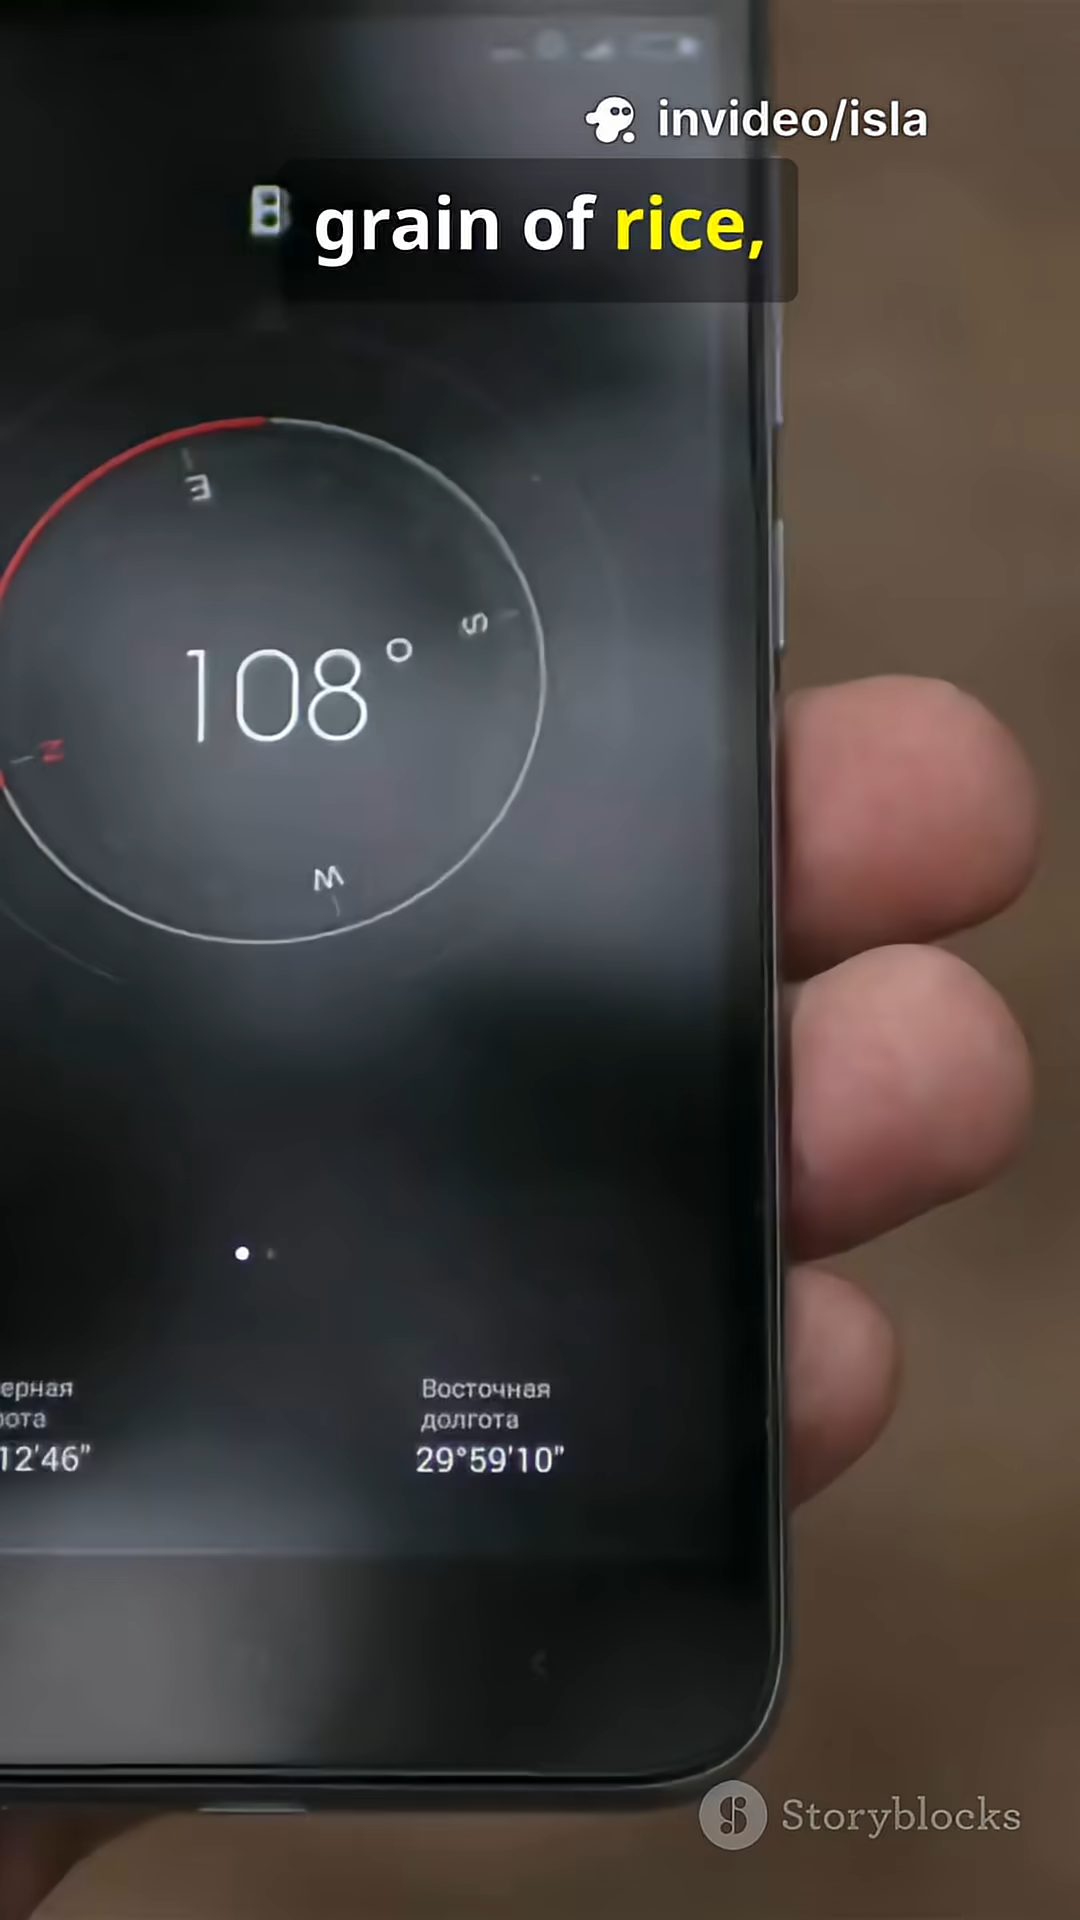 invideo/isla
В
grain of rice,
E
S
108°
N
W
ерная
Восточная
ота
долгота
12'46"
29°59'10"
Storyblocks